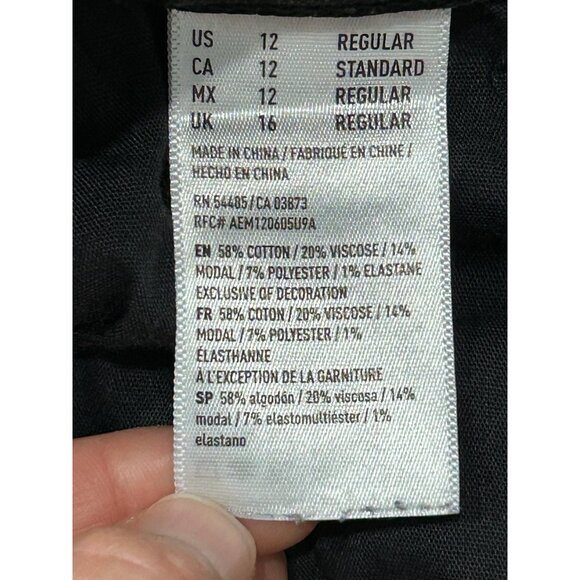 US 12 REGULAR
CA 12 STANDARD
MX 12 REGULAR
UK 16 REGULAR
MADE IN CHINA / FABRIQUÉ EN CHINE /
HECHO EN CHINA
RN 54485 / CA 03873
RFC# AEM120605U9A
EN 58% COTTON / 20% VISCOSE / 14%
MODAL / 7% POLYESTER / 1% ELASTANE
EXCLUSIVE OF DECORATION
FR 58% COTON / 20% VISCOSE / 14%
MODAL / 7% POLYESTER / 1%
ÉLASTHANNE
À L'EXCEPTION DE LA GARNITURE
SP 58% algodón / 20% viscosa / 14%
modal / 7% elastomultiéster / 1%
elastano